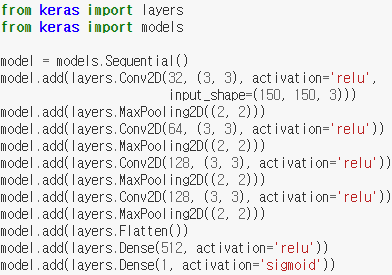 from keras import layers
from keras import models

model = models.Sequential()
model.add(layers.Conv2D(32, (3, 3), activation='relu',
                        input_shape=(150, 150, 3)))
model.add(layers.MaxPooling2D((2, 2)))
model.add(layers.Conv2D(64, (3, 3), activation='relu'))
model.add(layers.MaxPooling2D((2, 2)))
model.add(layers.Conv2D(128, (3, 3), activation='relu'))
model.add(layers.MaxPooling2D((2, 2)))
model.add(layers.Conv2D(128, (3, 3), activation='relu'))
model.add(layers.MaxPooling2D((2, 2)))
model.add(layers.Flatten())
model.add(layers.Dense(512, activation='relu'))
model.add(layers.Dense(1, activation='sigmoid'))